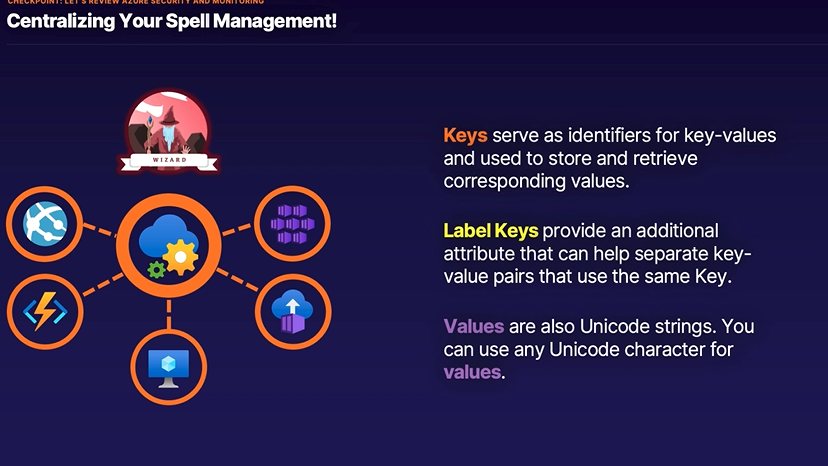 CHECKPOINT: LET'S REVIEW AZURE SECURITY AND MONITORING
Centralizing Your Spell Management!
WIZARD
Keys serve as identifiers for key-values
and used to store and retrieve
corresponding values.
Label Keys provide an additional
attribute that can help separate key-
value pairs that use the same Key.
Values are also Unicode strings. You
can use any Unicode character for
values.